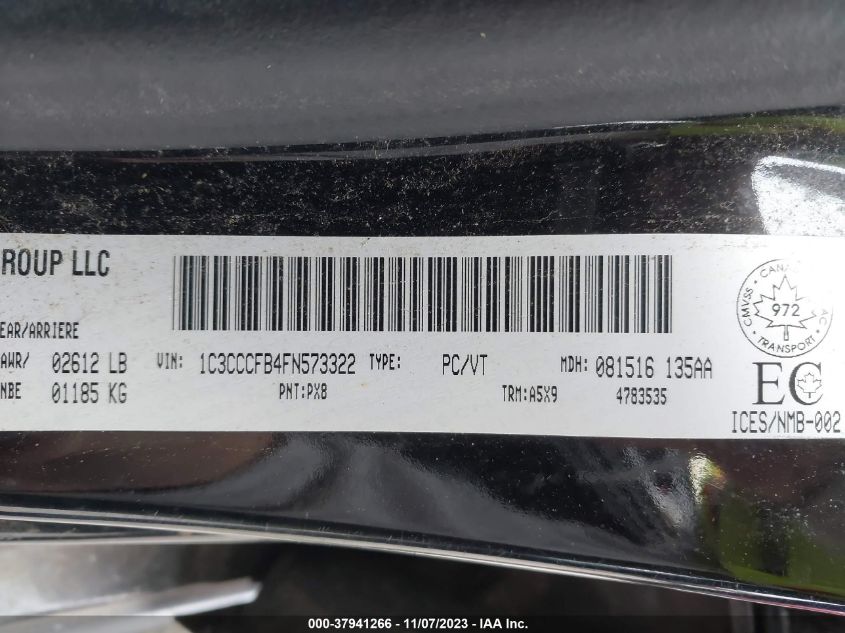 ROUP LLC
EAR/ARRIERE
AWR/ 02612 LB VIN: 1C3CCCFB4FN573322 TYPE: PC/VT MDH: 081516 135AA
NBE 01185 KG PNT:PX8 TRM:A5X9 4783535
CMVSS 972 TRANSPORT
EC
ICES/NMB-002
000-37941266 - 11/07/2023 - IAA Inc.